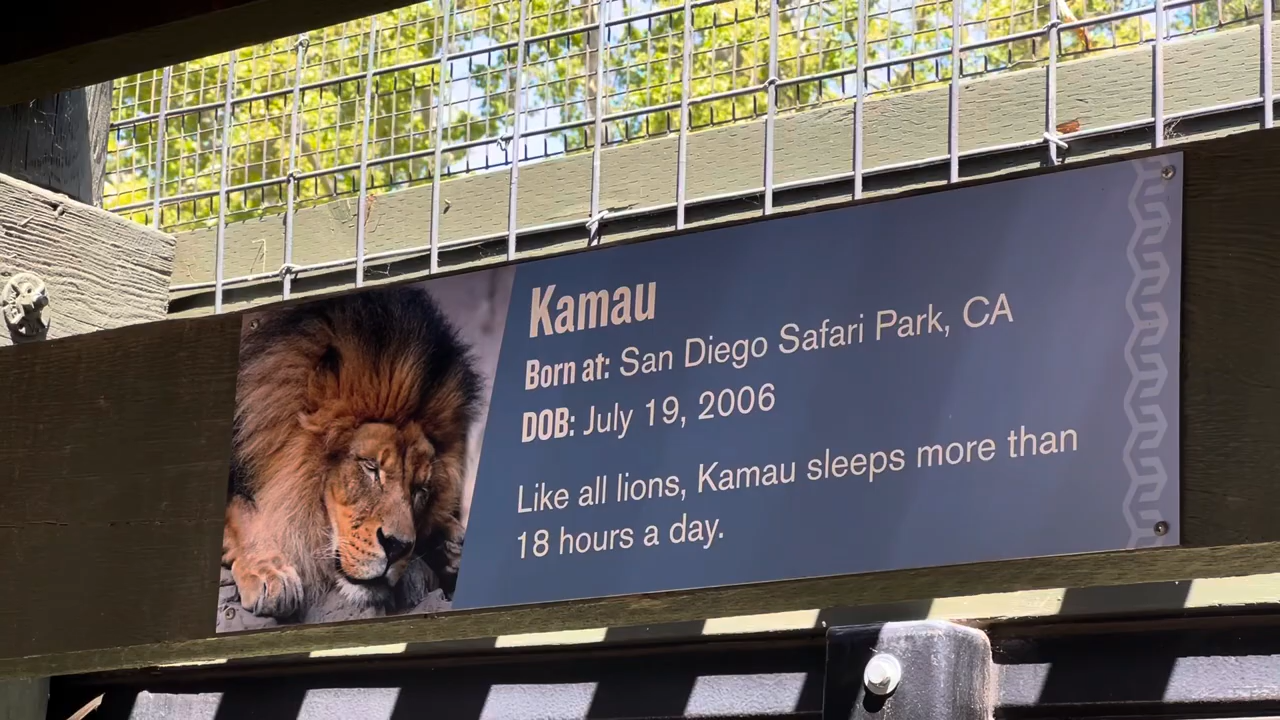 Kamau
Born at: San Diego Safari Park, CA
DOB: July 19, 2006
Like all lions, Kamau sleeps more than
18 hours a day.